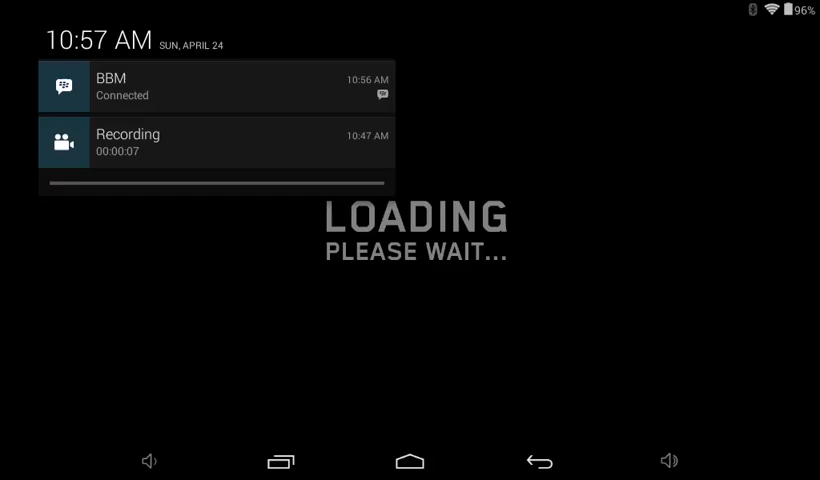 96%
10:57 AM SUN, APRIL 24
BBM 10:56 AM
Connected
Recording 10:47 AM
00:00:07
LOADING
PLEASE WAIT...